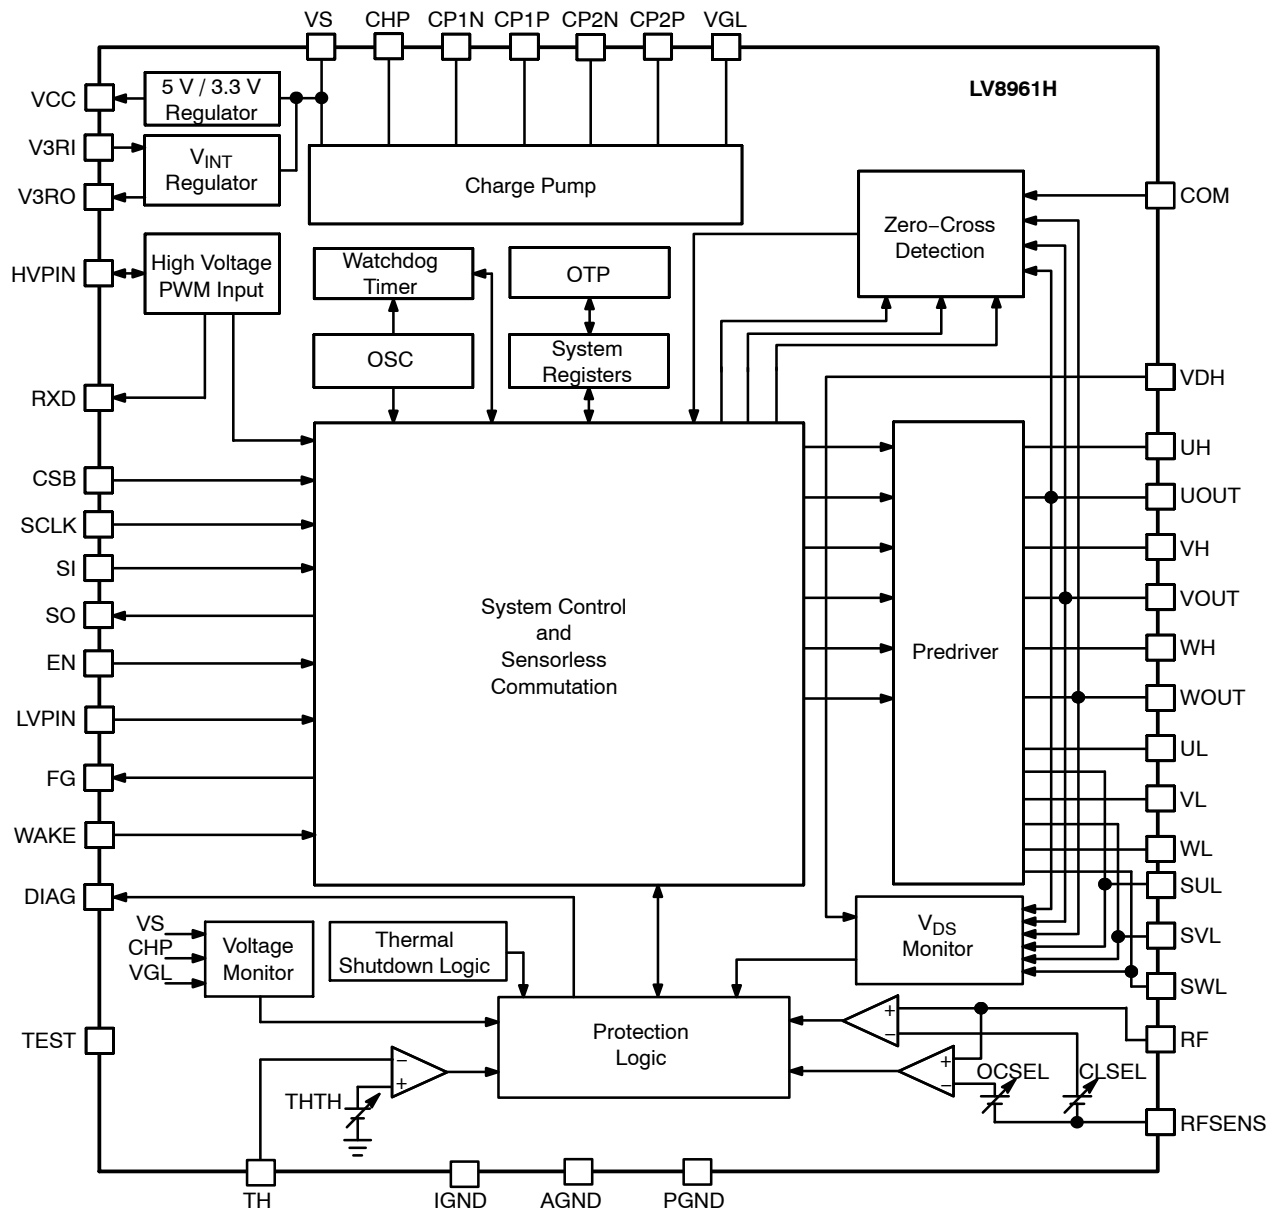 VS CHP CP1N CP1P CP2N CP2P VGL
LV8961H
VCC
5 V / 3.3 V
Regulator
V3RI
VINT
Regulator
V3RO
Charge Pump
COM
Zero−Cross
Detection
HVPIN
High Voltage
PWM Input
Watchdog
Timer
OTP
OSC
System
Registers
RXD
VDH
CSB
SCLK
SI
SO
EN
LVPIN
FG
WAKE
DIAG
System Control
and
Sensorless
Commutation
Predriver
UH
UOUT
VH
VOUT
WH
WOUT
UL
VL
WL
SUL
SVL
SWL
VS
CHP
VGL
Voltage
Monitor
Thermal
Shutdown Logic
VDS
Monitor
TEST
Protection
Logic
+
−
+
−
−
+
RF
OCSEL
CLSEL
THTH
RFSENS
TH
IGND
AGND
PGND